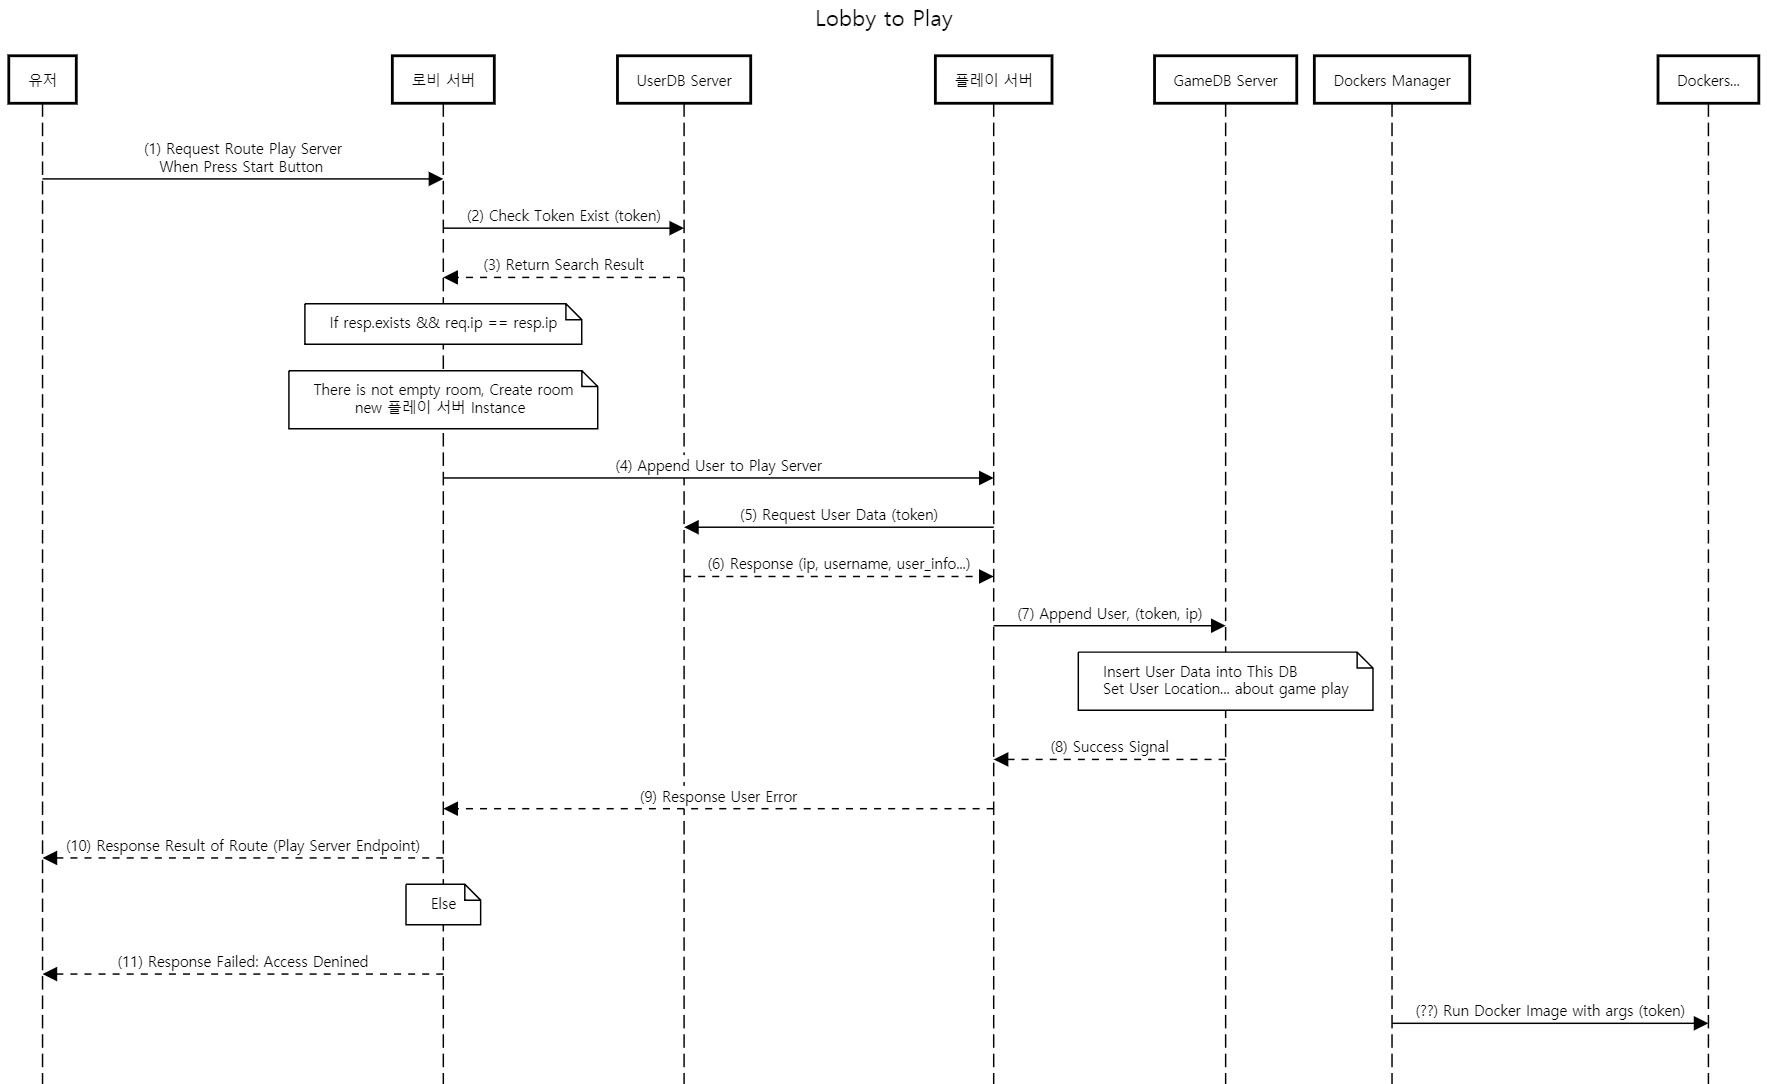 Lobby to Play
유저
로비 서버
UserDB Server
플레이 서버
GameDB Server
Dockers Manager
Dockers...
(1) Request Route Play Server
When Press Start Button
(2) Check Token Exist (token)
(3) Return Search Result
If resp.exists && req.ip == resp.ip
There is not empty room, Create room
new 플레이 서버 Instance
(4) Append User to Play Server
(5) Request User Data (token)
(6) Response (ip, username, user_info...)
(7) Append User, (token, ip)
Insert User Data into This DB
Set User Location... about game play
(8) Success Signal
(9) Response User Error
(10) Response Result of Route (Play Server Endpoint)
Else
(11) Response Failed: Access Denined
(??) Run Docker Image with args (token)